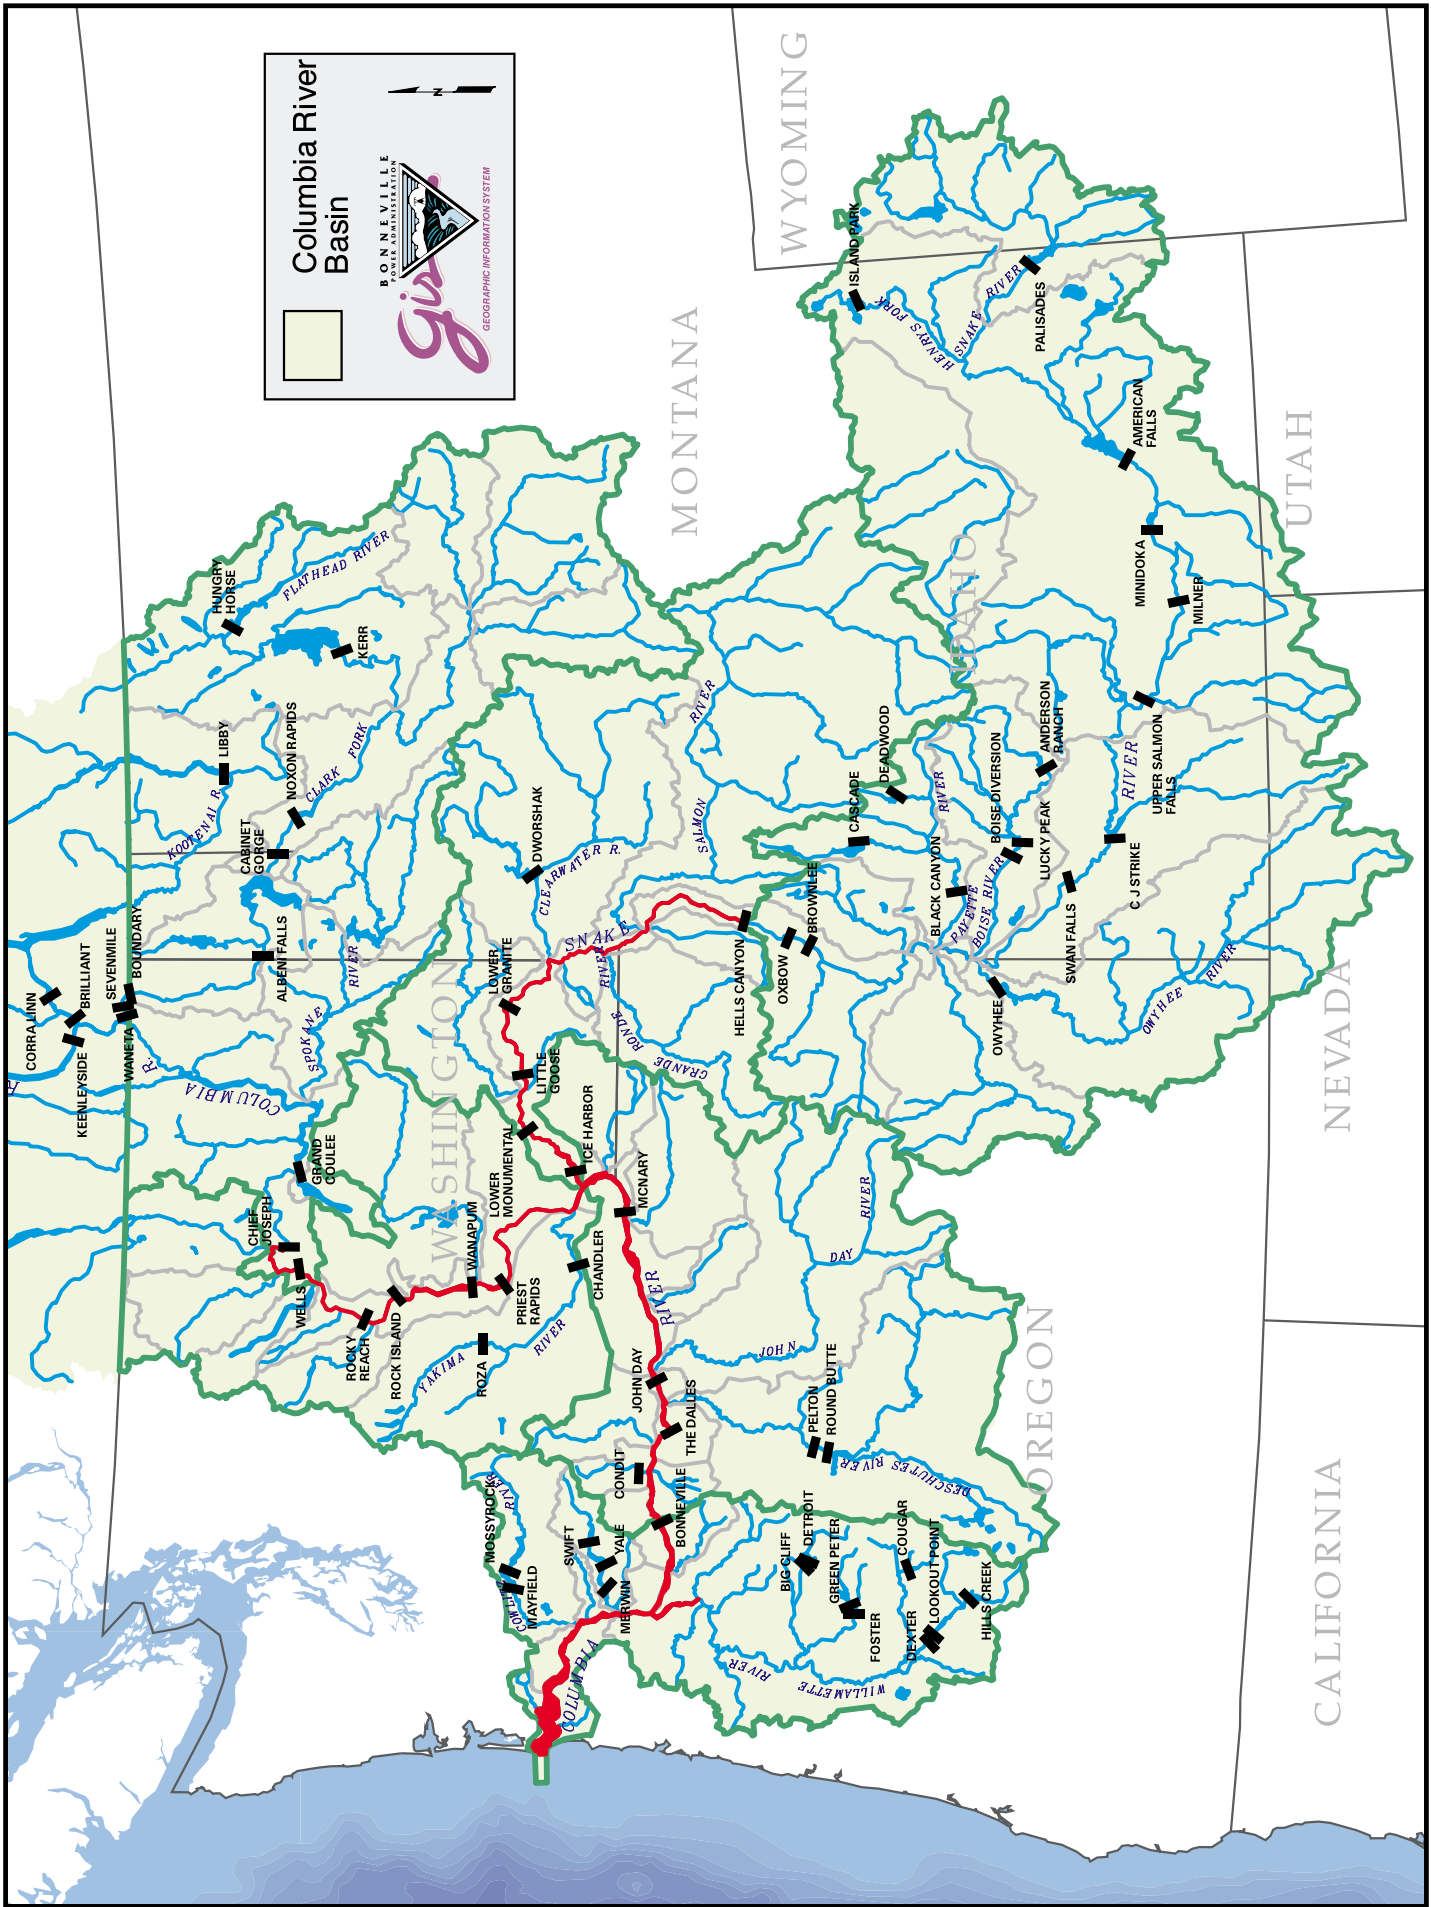 Columbia River
Basin
N
BONNEVILLE
POWER ADMINISTRATION
gis
GEOGRAPHIC INFORMATION SYSTEM
WYOMING
MONTANA
IDAHO
UTAH
NEVADA
WASHINGTON
OREGON
CALIFORNIA
CORRA LINN
BRILLIANT
KEENLEYSIDE
SEVENMILE
WANETA
BOUNDARY
R
R.
COLUMBIA
ALBENI FALLS
CABINET
GORGE
NOXON RAPIDS
LIBBY
KOOTENAI R.
CLARK FORK
HUNGRY
HORSE
FLATHEAD RIVER
KERR
SPOKANE
RIVER
GRAND
COULEE
CHIEF
JOSEPH
WELLS
ROCKY
REACH
ROCK ISLAND
WANAPUM
PRIEST
RAPIDS
YAKIMA
RIVER
ROZA
CHANDLER
DWORSHAK
CLEARWATER R.
LOWER
GRANITE
LITTLE
GOOSE
LOWER
MONUMENTAL
ICE HARBOR
MCNARY
SNAKE
RIVER
GRANDE RONDE
SALMON
RIVER
HELLS CANYON
OXBOW
BROWNLEE
CASCADE
DEADWOOD
BLACK CANYON
PAYETTE
RIVER
BOISE RIVER
BOISE DIVERSION
LUCKY PEAK
ANDERSON
RANCH
SWAN FALLS
C J STRIKE
RIVER
UPPER SALMON
FALLS
OWYHEE
OWYHEE RIVER
MILNER
MINIDOKA
AMERICAN
FALLS
PALISADES
SNAKE RIVER
HENRYS FORK
ISLAND PARK
RIVER
JOHN DAY
THE DALLES
JOHN DAY RIVER
PELTON
ROUND BUTTE
DESCHUTES RIVER
CONDIT
BONNEVILLE
MOSSYROCK
MAYFIELD
COWLITZ
RIVER
SWIFT
YALE
MERWIN
COLUMBIA
WILLAMETTE RIVER
BIG CLIFF
DETROIT
GREEN PETER
FOSTER
COUGAR
LOOKOUT POINT
DEXTER
HILLS CREEK